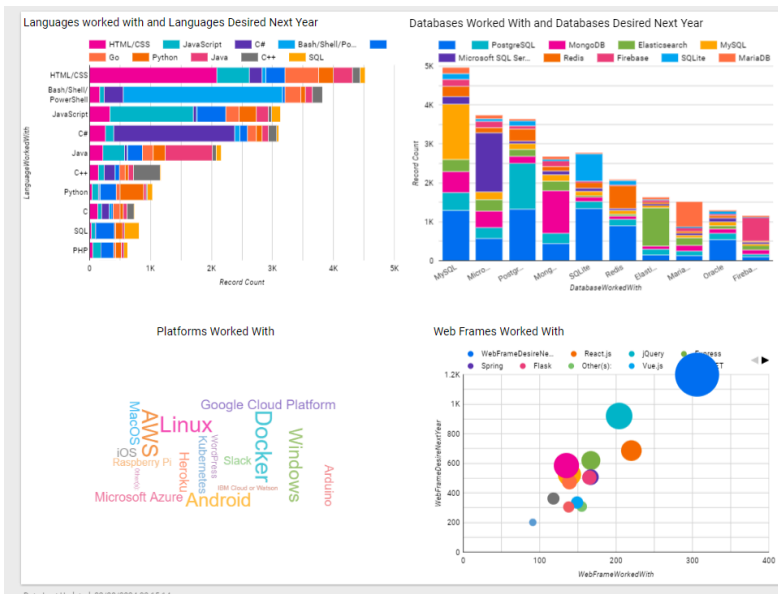 Languages worked with and Languages Desired Next Year
HTML/CSS JavaScript C# Bash/Shell/Po...
Go Python Java C++ SQL
LanguageWorkedWith
HTML/CSS
Bash/Shell/
PowerShell
JavaScript
C#
Java
C++
Python
C
SQL
PHP
0 1K 2K 3K 4K 5K
Record Count
Databases Worked With and Databases Desired Next Year
PostgreSQL MongoDB Elasticsearch MySQL
Microsoft SQL Ser... Redis Firebase SQLite MariaDB
Record Count
5K
4K
3K
2K
1K
0
MySQL Micro... Postgr... Mong... SQLite Redis Elasti... Maria... Oracle Fireba...
DatabaseWorkedWith
Platforms Worked With
Google Cloud Platform
MacOS
AWS
Linux
Docker
Windows
WordPress
Kubernetes
iOS
Raspberry Pi
Heroku
Slack
Arduino
IBM Cloud or Watson
Microsoft Azure
Android
Web Frames Worked With
WebFrameDesireNe... React.js jQuery
Spring Flask Other(s): Vue.js
WebFrameDesireNextYear
1.2K
1K
800
600
400
200
0
0 100 200 300 400
WebFrameWorkedWith